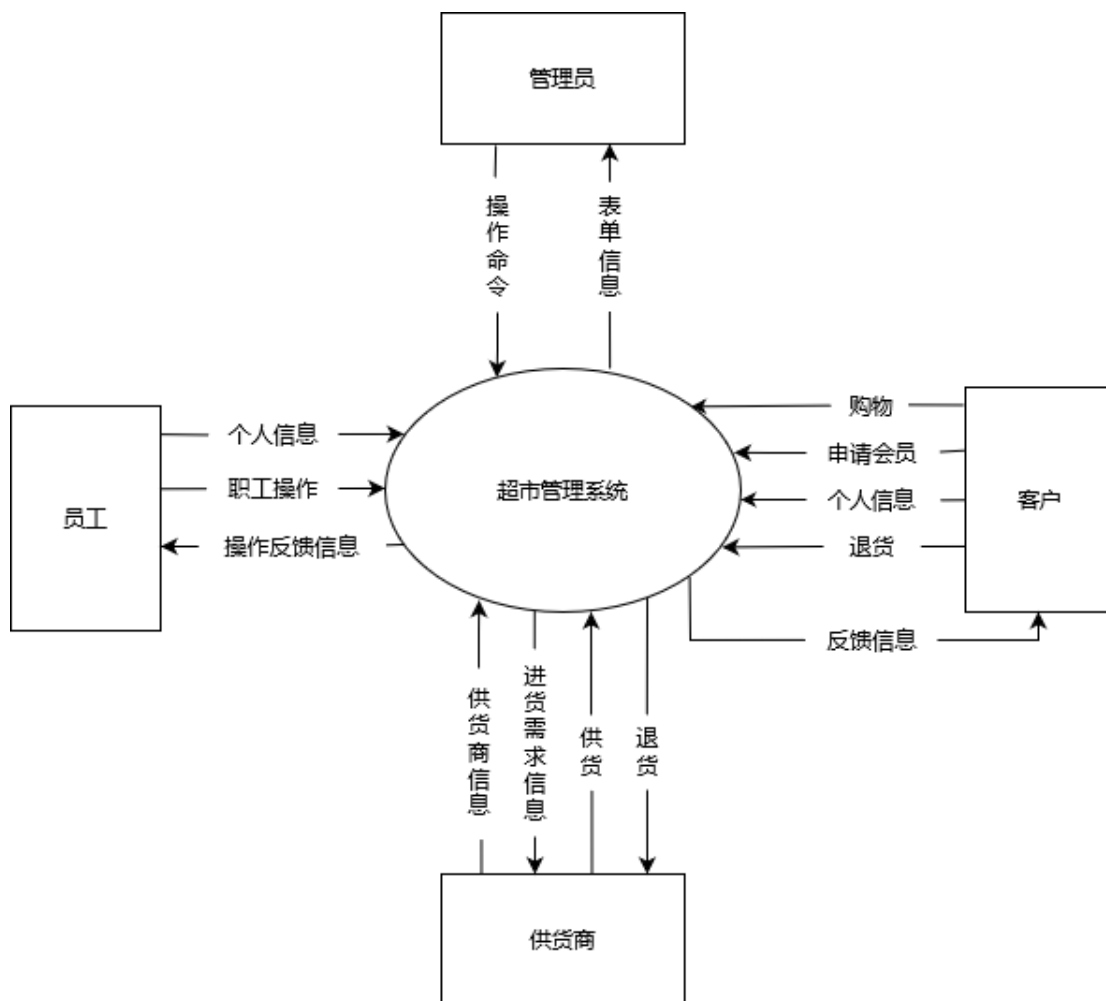 管理员
操作命令
表单信息
购物
个人信息
申请会员
职工操作
超市管理系统
个人信息
客户
员工
操作反馈信息
退货
反馈信息
供货商信息
进货需求信息
供货
退货
供货商